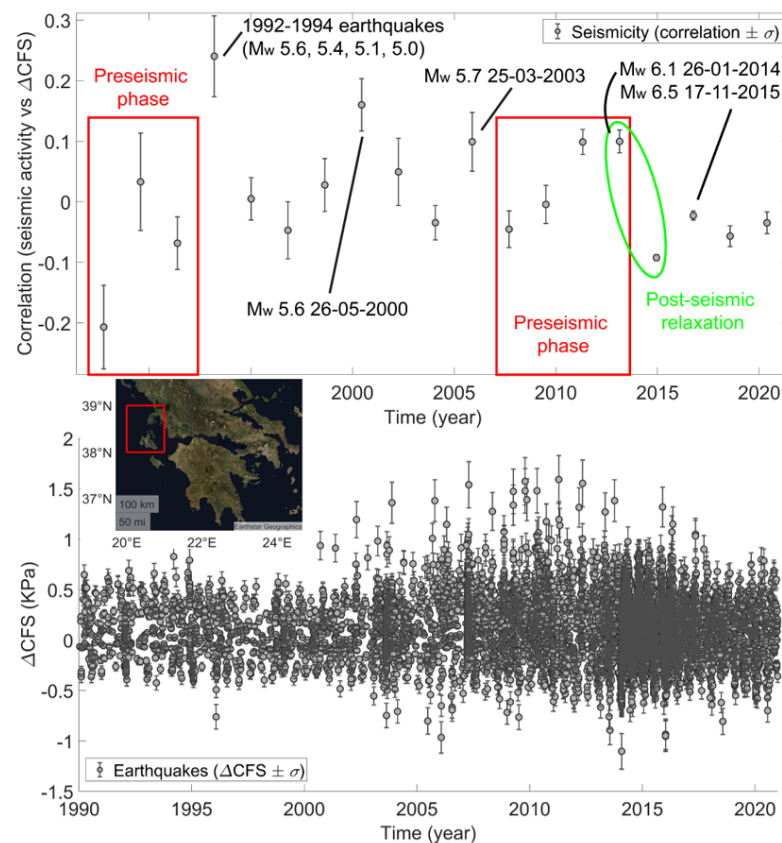 0.3
0.2
0.1
0
-0.1
-0.2
Correlation (seismic activity vs ΔCFS)
Preseismic
phase
1992-1994 earthquakes
(Mw 5.6, 5.4, 5.1, 5.0)
Seismicity (correlation ± σ)
Mw 5.7 25-03-2003
Mw 6.1 26-01-2014
Mw 6.5 17-11-2015
Mw 5.6 26-05-2000
Preseismic
phase
Post-seismic
relaxation
2000
2005
2010
2015
2020
Time (year)
39°N
38°N
37°N
100 km
50 mi
Earthstar Geographics
20°E
22°E
24°E
2
1.5
1
0.5
0
-0.5
-1
-1.5
ΔCFS (KPa)
Earthquakes (ΔCFS ± σ)
1990
1995
2000
2005
2010
2015
2020
Time (year)